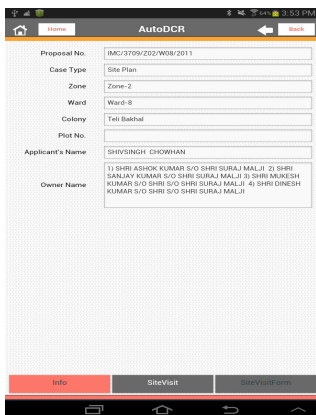 64% 3:53 PM
Home AutoDCR Back
Proposal No. IMC/3709/Z02/W08/2011
Case Type Site Plan
Zone Zone-2
Ward Ward-8
Colony Teli Bakhal
Plot No.
Applicant's Name SHIVSINGH CHOWHAN
Owner Name
1) SHRI ASHOK KUMAR S/O SHRI SURAJ MALJI 2) SHRI
SANJAY KUMAR S/O SHRI SURAJ MALJI 3) SHRI MUKESH
KUMAR S/O SHRI S/O SHRI SURAJ MALJI 4) SHRI DINESH
KUMAR S/O SHRI S/O SHRI SURAJ MALJI
Info SiteVisit SiteVisitForm